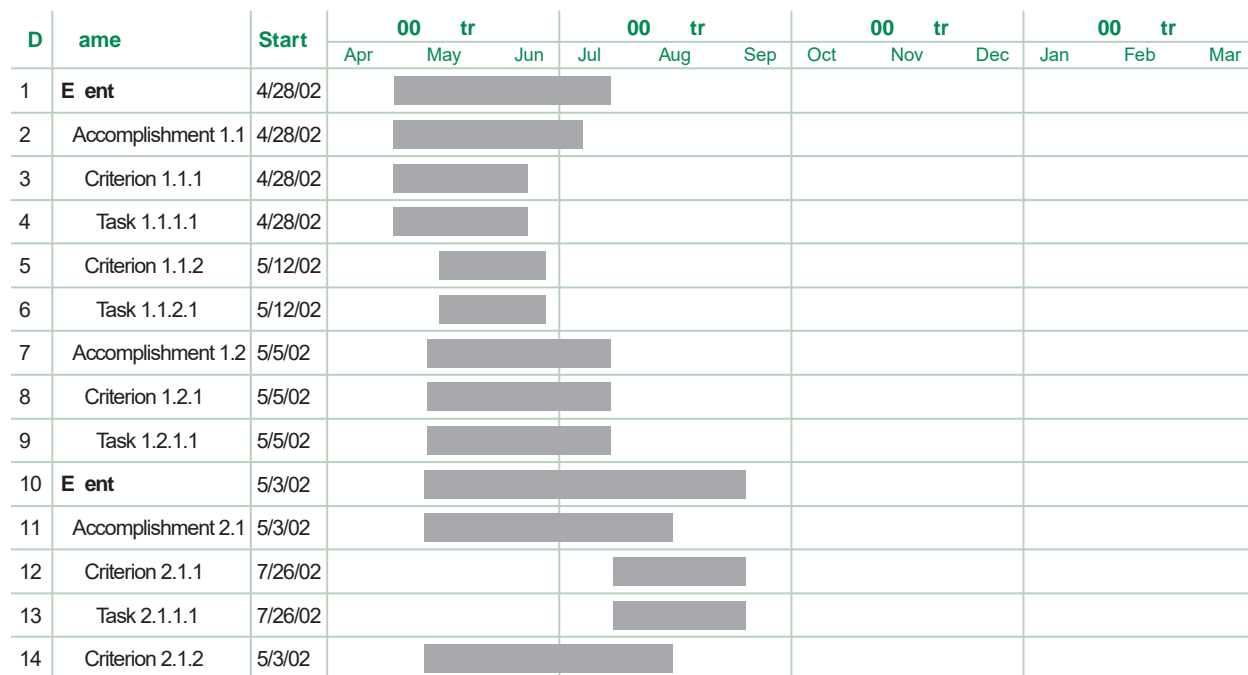 D ame Start 00 tr 00 tr 00 tr 00 tr
Apr May Jun Jul Aug Sep Oct Nov Dec Jan Feb Mar
1 E ent 4/28/02
2 Accomplishment 1.1 4/28/02
3 Criterion 1.1.1 4/28/02
4 Task 1.1.1.1 4/28/02
5 Criterion 1.1.2 5/12/02
6 Task 1.1.2.1 5/12/02
7 Accomplishment 1.2 5/5/02
8 Criterion 1.2.1 5/5/02
9 Task 1.2.1.1 5/5/02
10 E ent 5/3/02
11 Accomplishment 2.1 5/3/02
12 Criterion 2.1.1 7/26/02
13 Task 2.1.1.1 7/26/02
14 Criterion 2.1.2 5/3/02